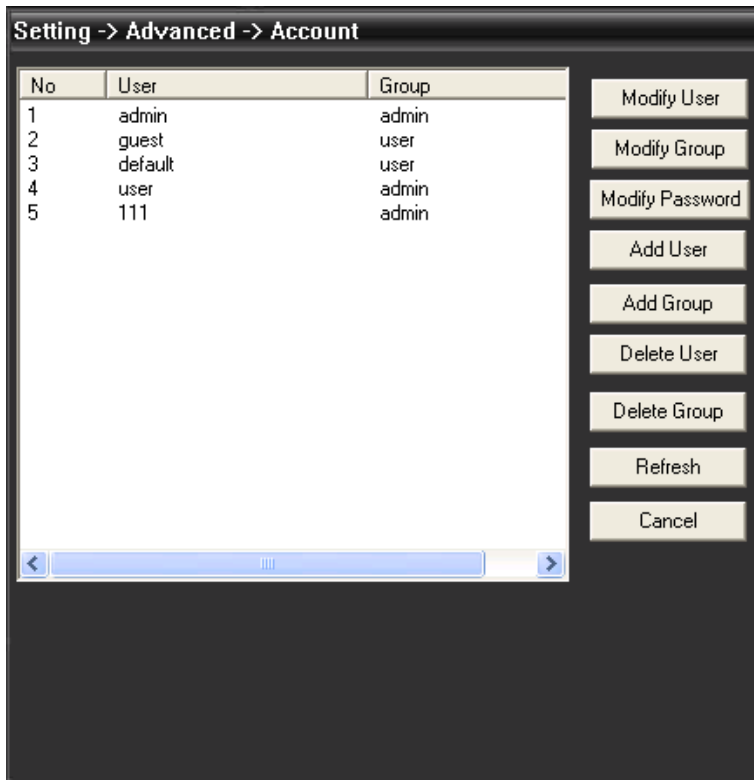 Setting -> Advanced -> Account
No User Group
1 admin admin
2 guest user
3 default user
4 user admin
5 111 admin
Modify User
Modify Group
Modify Password
Add User
Add Group
Delete User
Delete Group
Refresh
Cancel